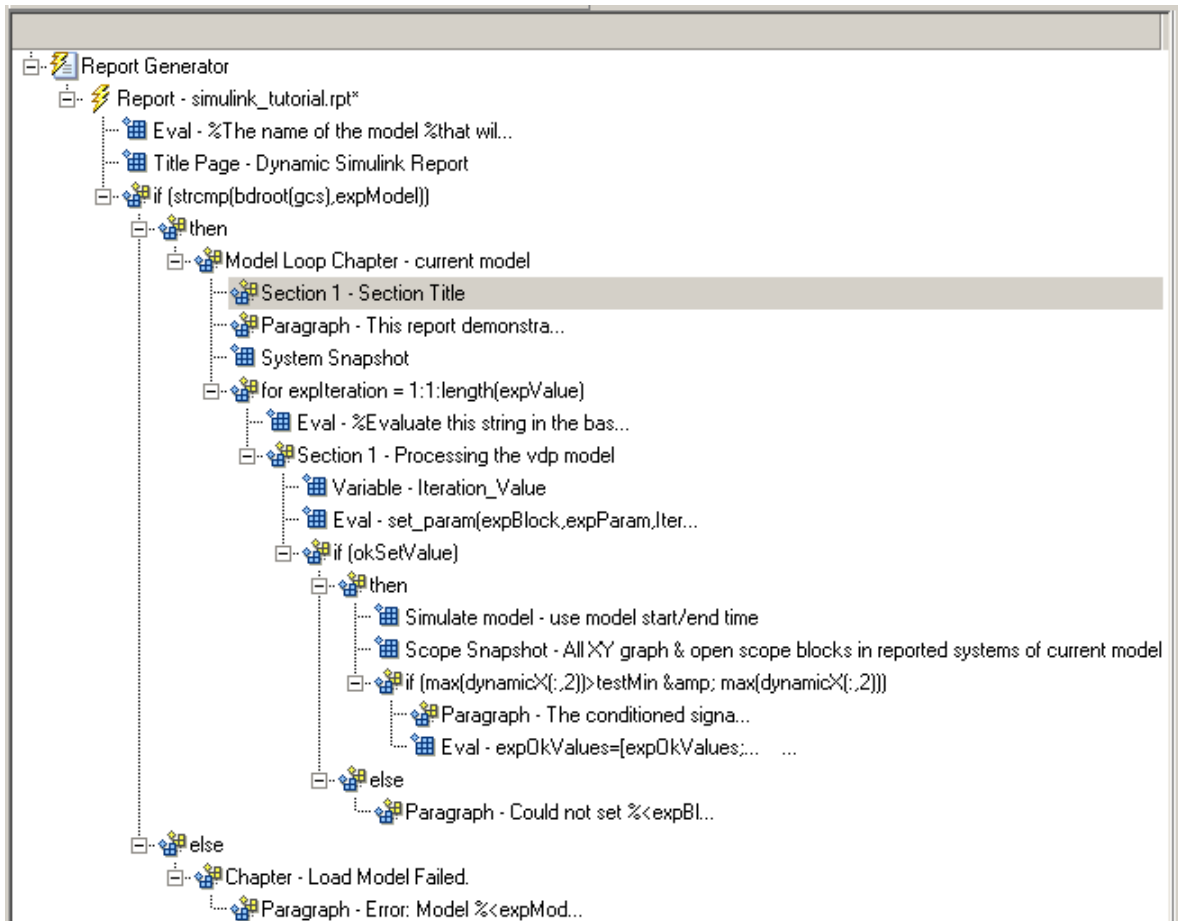 Report Generator
Report - simulink_tutorial.rpt*
Eval - %The name of the model %that wil...
Title Page - Dynamic Simulink Report
if (strcmp(bdroot(gcs),expModel))
then
Model Loop Chapter - current model
Section 1 - Section Title
Paragraph - This report demonstra...
System Snapshot
for expIteration = 1:1:length(expValue)
Eval - %Evaluate this string in the bas...
Section 1 - Processing the vdp model
Variable - Iteration_Value
Eval - set_param(expBlock,expParam,Iter...
if (okSetValue)
then
Simulate model - use model start/end time
Scope Snapshot - All XY graph & open scope blocks in reported systems of current model
if (max(dynamicX(:,2))>testMin &amp; max(dynamicX(:,2)))
Paragraph - The conditioned signa...
Eval - expOkValues=[expOkValues;... ...
else
Paragraph - Could not set %<expBl...
else
Chapter - Load Model Failed.
Paragraph - Error: Model %<expMod...